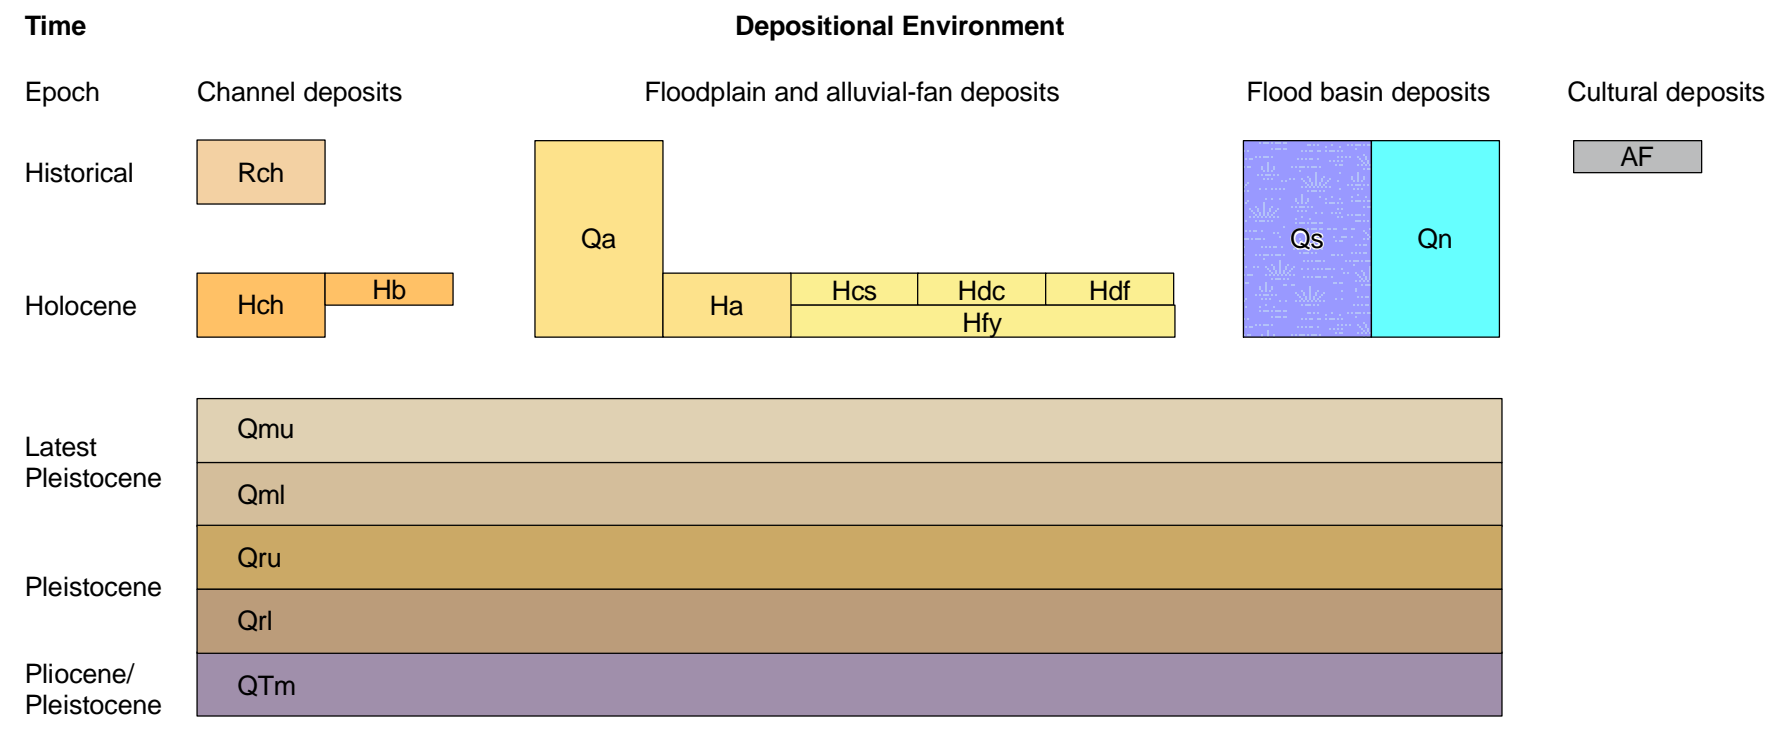 Time Depositional Environment
Epoch Channel deposits Floodplain and alluvial-fan deposits Flood basin deposits Cultural deposits
Historical Rch AF
Qa Qs Qn
Holocene Hch Hb Ha Hcs Hdc Hdf
Hfy
Qmu
Latest
Pleistocene
Qml
Qru
Pleistocene
Qrl
Pliocene/
Pleistocene
QTm